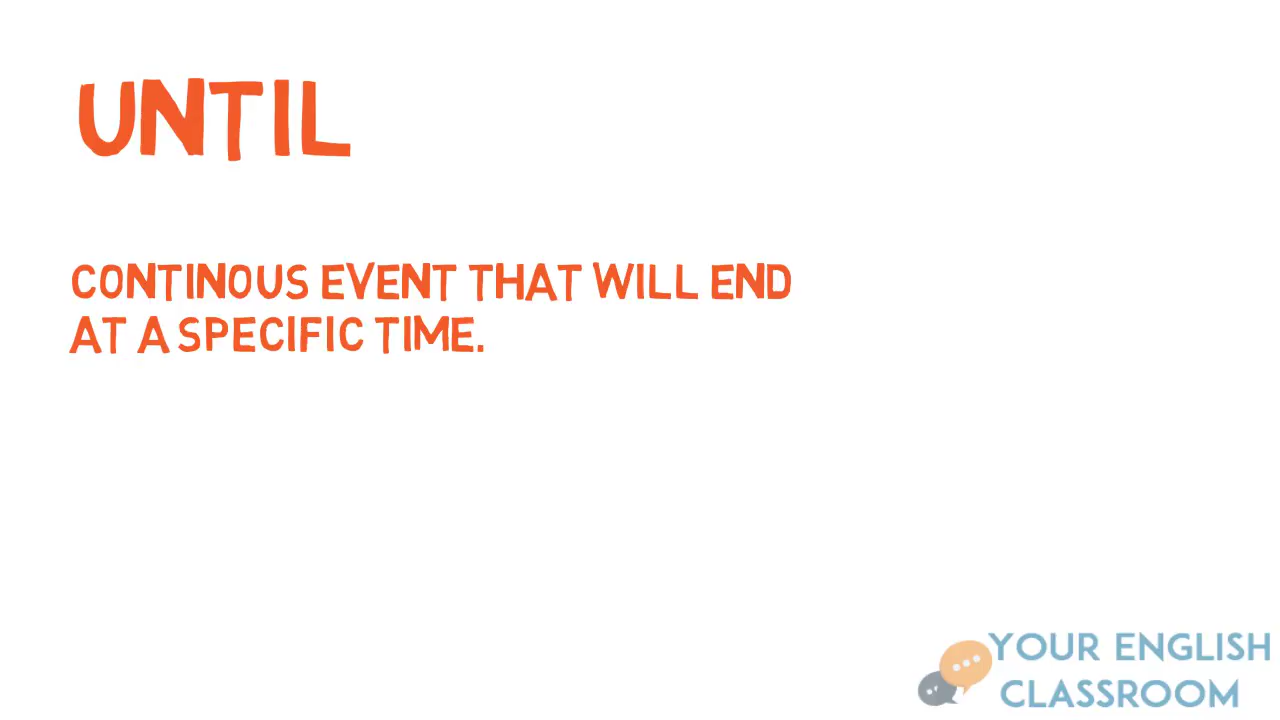 UNTIL
CONTINOUS EVENT THAT WILL END
AT A SPECIFIC TIME.
YOUR ENGLISH
CLASSROOM